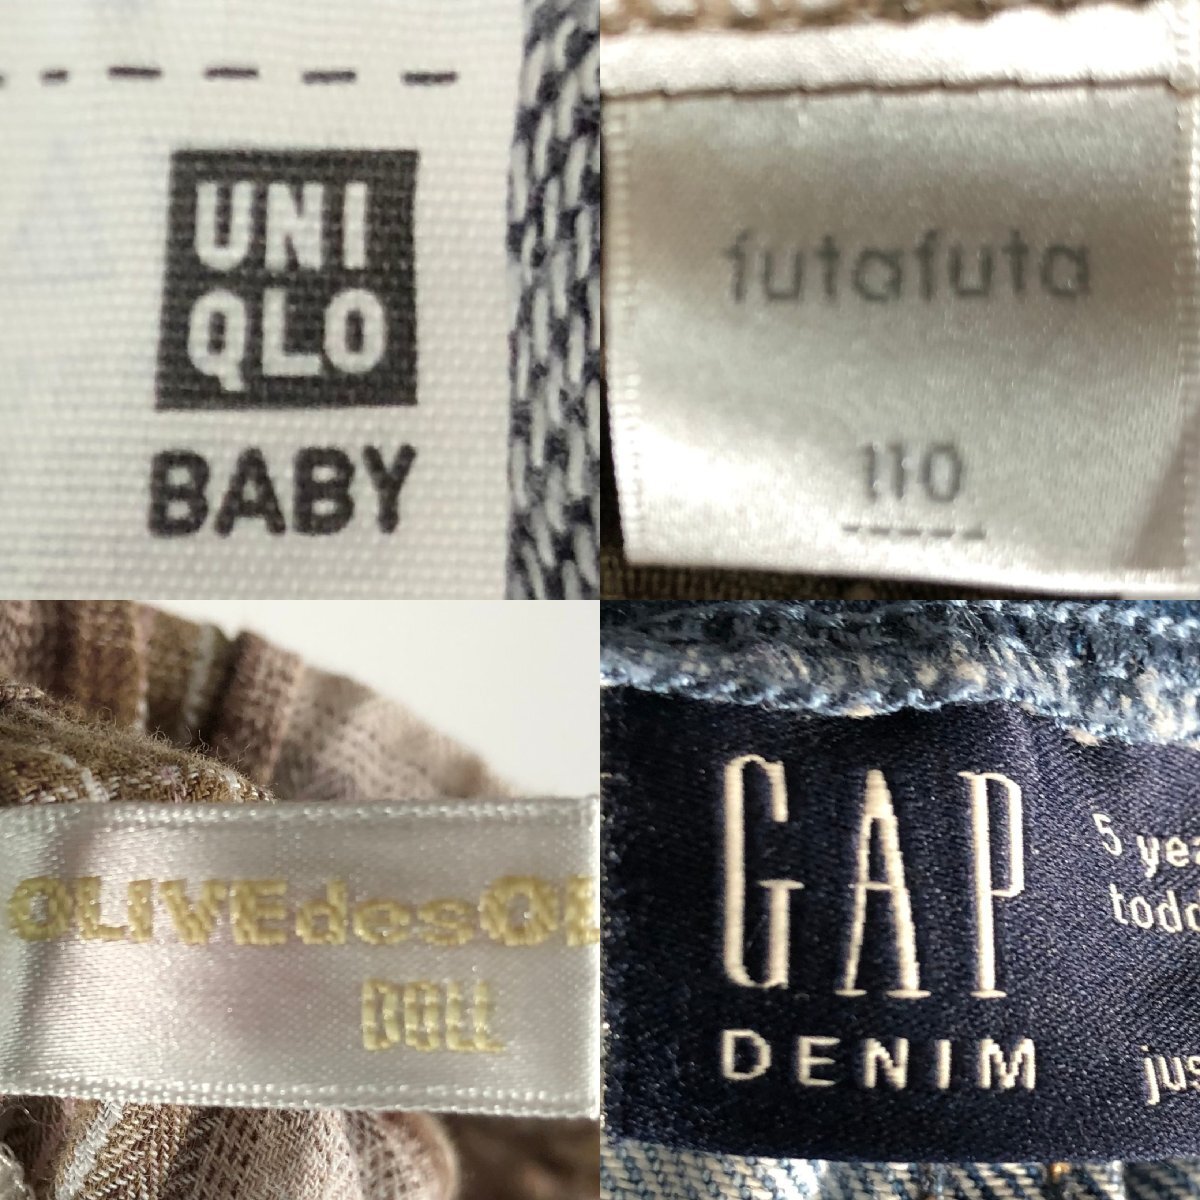 UNI
QLO
BABY
futafuta
110
OLIVEdesOL
DOLL
GAP
DENIM
5 yea
todd
jus